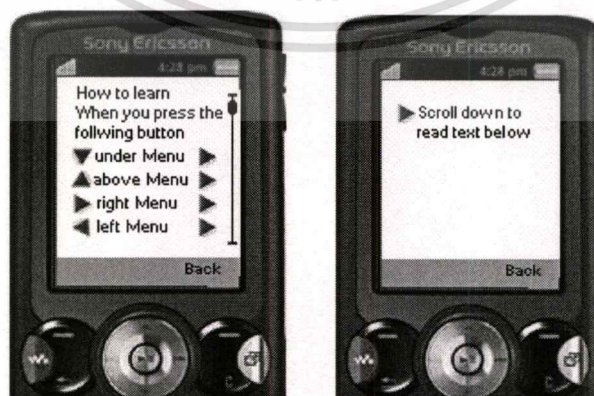 Sony Ericsson
4:28 pm
How to learn
When you press the
follwing button
under Menu
above Menu
right Menu
left Menu
Back
C
Sony Ericsson
4:28 pm
Scroll down to
read text below
Back
C